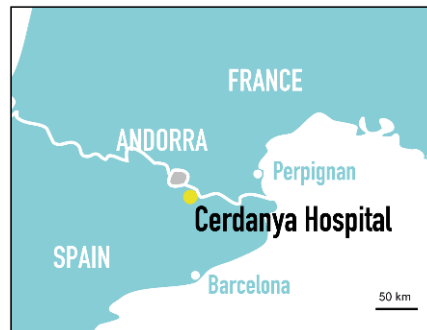 FRANCE
ANDORRA
Perpignan
Cerdanya Hospital
SPAIN
Barcelona
50 km